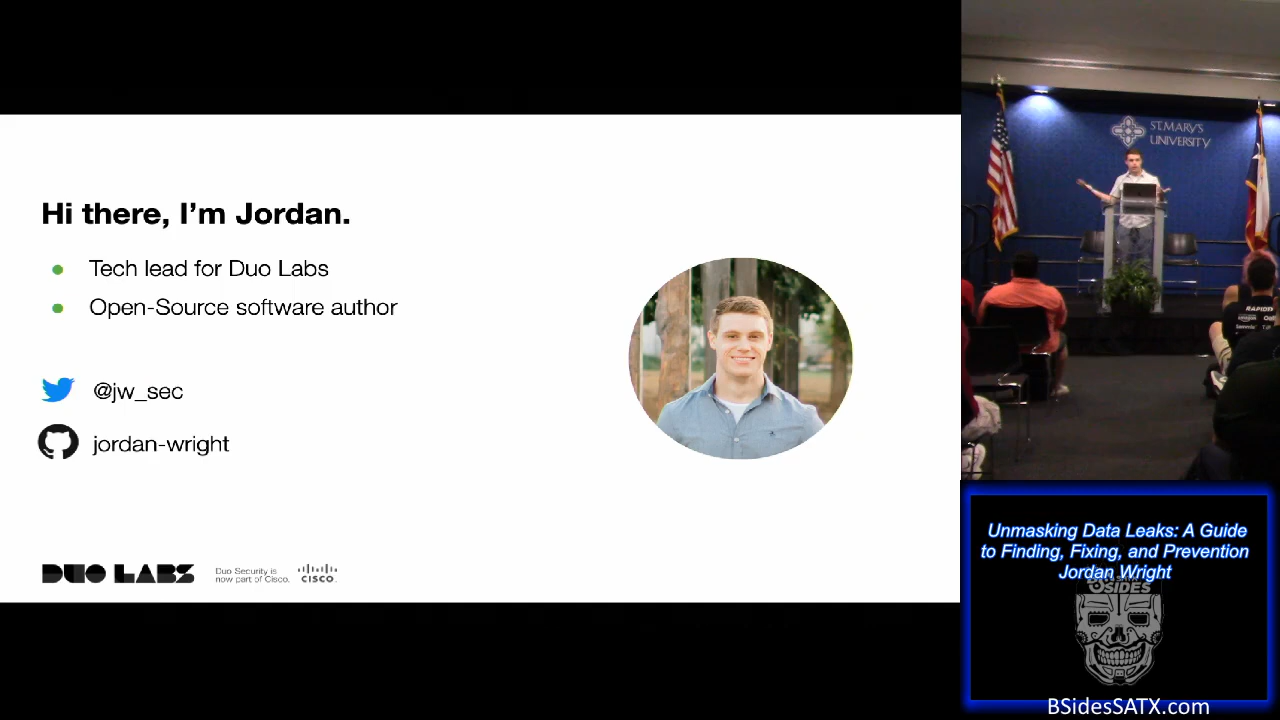 Hi there, I'm Jordan.
Tech lead for Duo Labs
Open-Source software author
@jw_sec
jordan-wright
DUO LABS
Duo Security is
now part of Cisco.
CISCO
ST. MARY'S
UNIVERSITY
RAPID7
Unmasking Data Leaks: A Guide
to Finding, Fixing, and Prevention
Jordan Wright
BSIDES
BSidesSATX.com